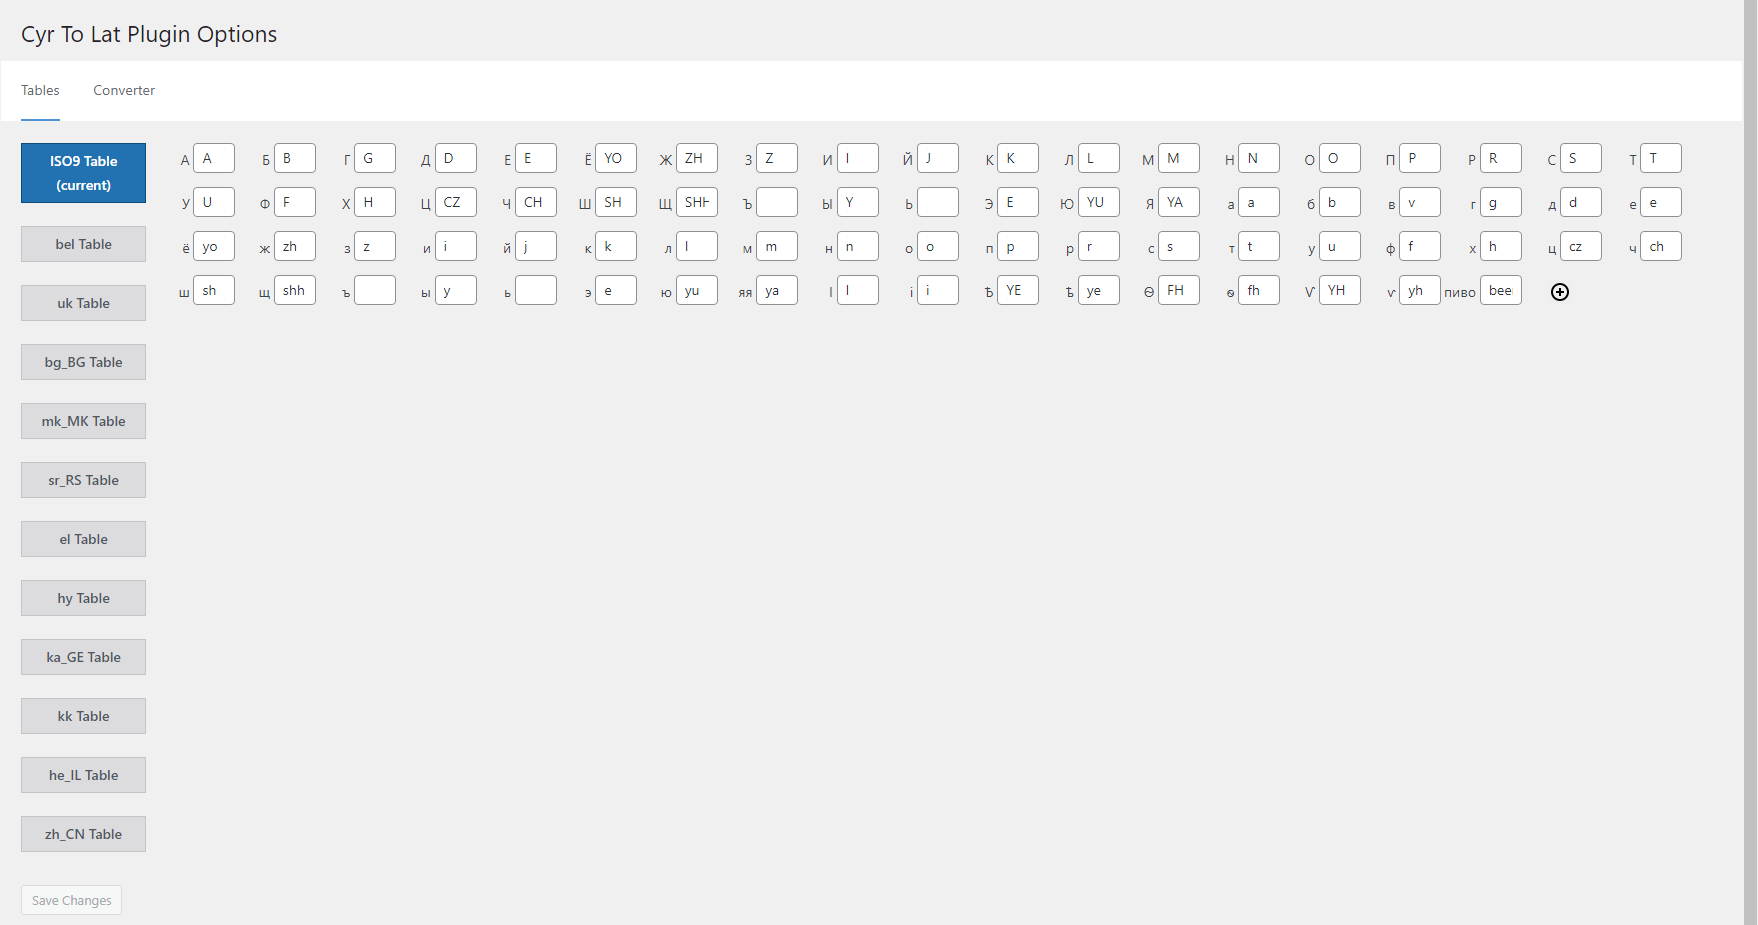 Cyr To Lat Plugin Options
Tables Converter
ISO9 Table
(current)
bel Table
uk Table
bg_BG Table
mk_MK Table
sr_RS Table
el Table
hy Table
ka_GE Table
kk Table
he_IL Table
zh_CN Table
Save Changes
А A Б B Г G Д D Е E Ё YO Ж ZH З Z И I Й J К K Л L М M Н N О O П P Р R С S Т T
У U Ф F Х H Ц CZ Ч CH Ш SH Щ SHH Ъ Ы Y Ь Э E Ю YU Я YA а a б b в v г g д d е e
ё yo ж zh з z и i й j к k л l м m н n о o п p р r с s т t у u ф f х h ц cz ч ch
ш sh щ shh ъ ы y ь э e ю yu яя ya І I і i Ѣ YE ѣ ye Ѳ FH ѳ fh Ѵ YH ѵ yh пиво bee